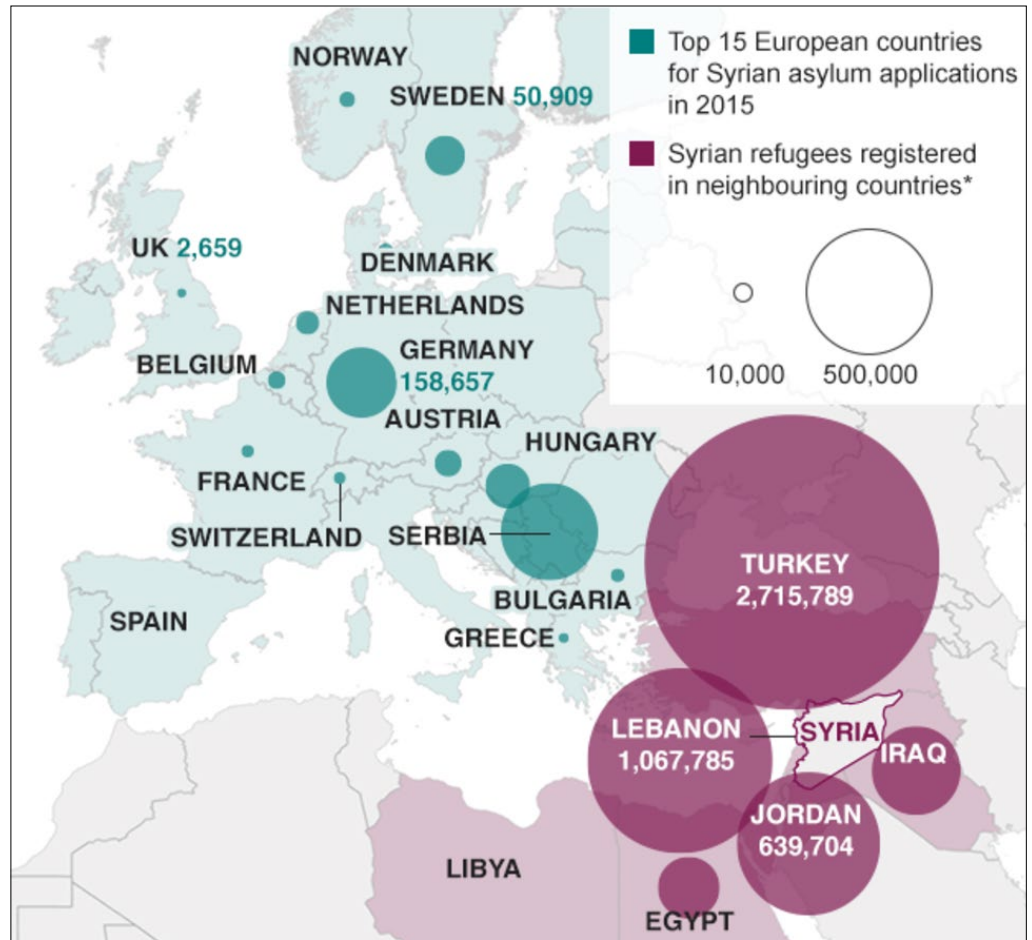 NORWAY
SWEDEN 50,909
Top 15 European countries
for Syrian asylum applications
in 2015
Syrian refugees registered
in neighbouring countries*
10,000
500,000
UK 2,659
DENMARK
NETHERLANDS
BELGIUM
GERMANY
158,657
AUSTRIA
HUNGARY
FRANCE
SWITZERLAND
SERBIA
BULGARIA
SPAIN
GREECE
TURKEY
2,715,789
LEBANON
1,067,785
SYRIA
IRAQ
JORDAN
639,704
LIBYA
EGYPT